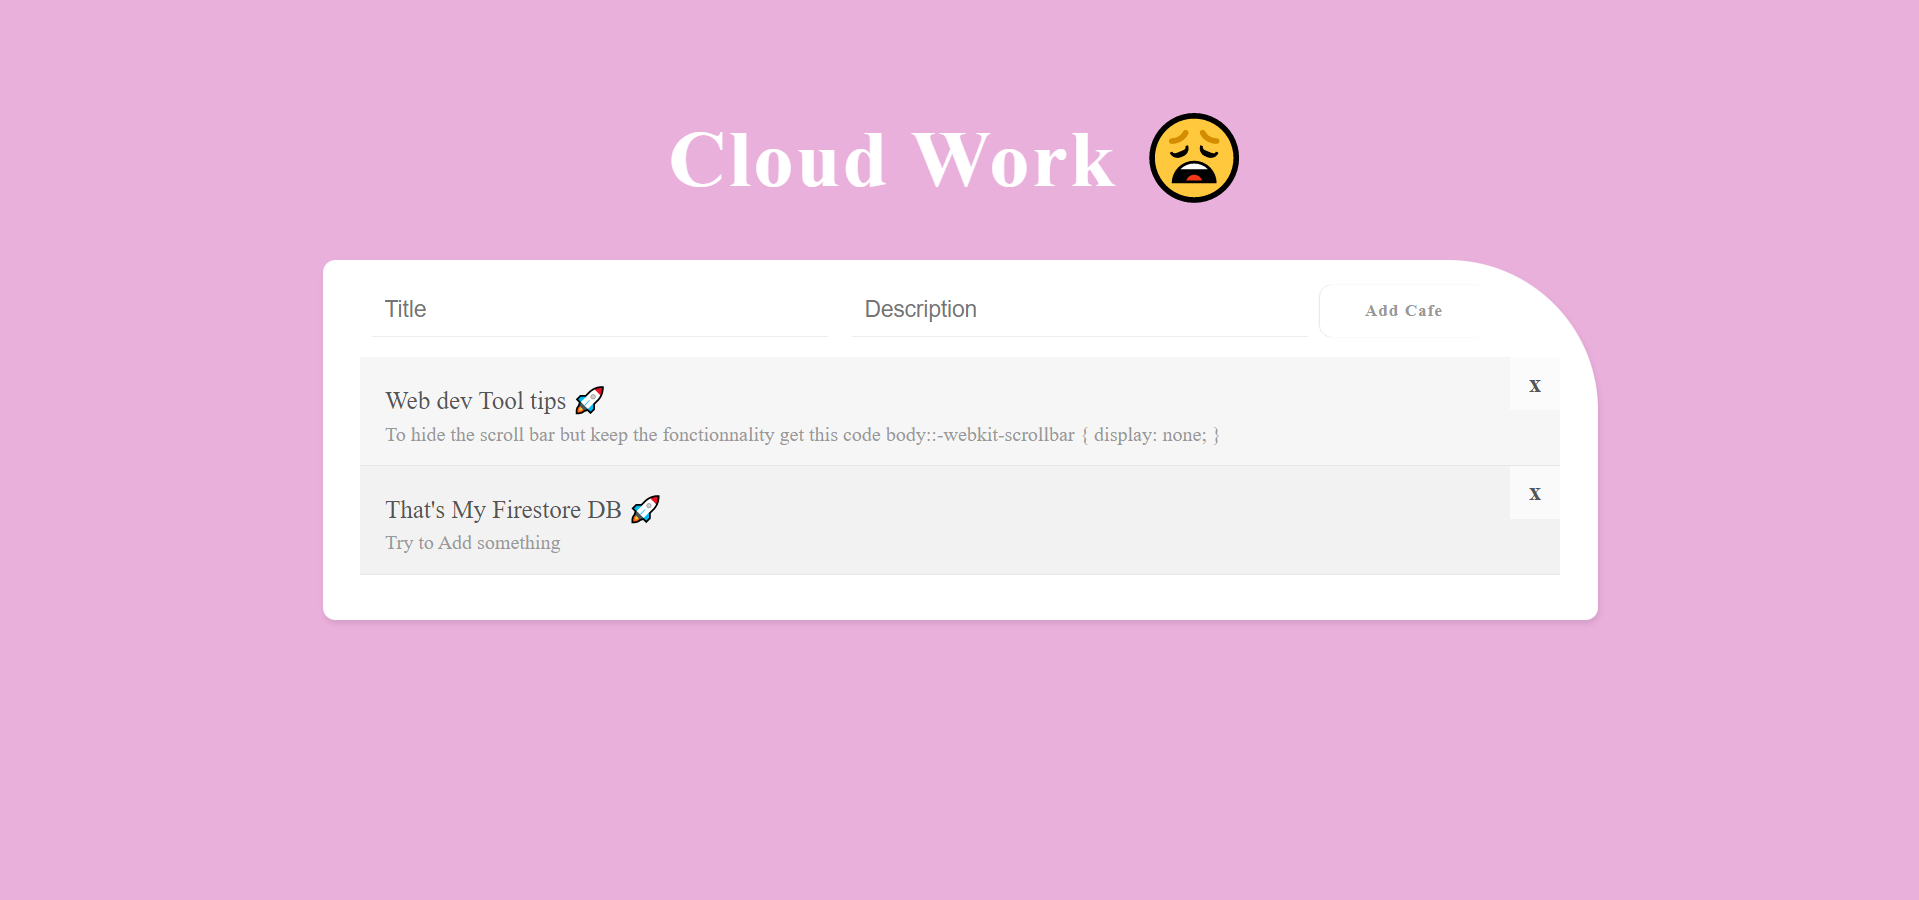 Cloud Work 😩
Title
Description
Add Cafe
Web dev Tool tips 🚀
x
To hide the scroll bar but keep the fonctionnality get this code body::-webkit-scrollbar { display: none; }
That's My Firestore DB 🚀
x
Try to Add something